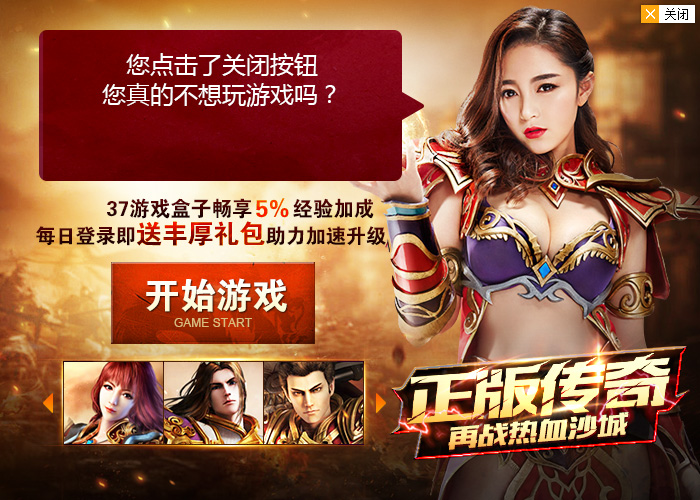 关闭
您点击了关闭按钮
您真的不想玩游戏吗？
37游戏盒子畅享5%经验加成
每日登录即送丰厚礼包助力加速升级
开始游戏
GAME START
正版传奇
再战热血沙城